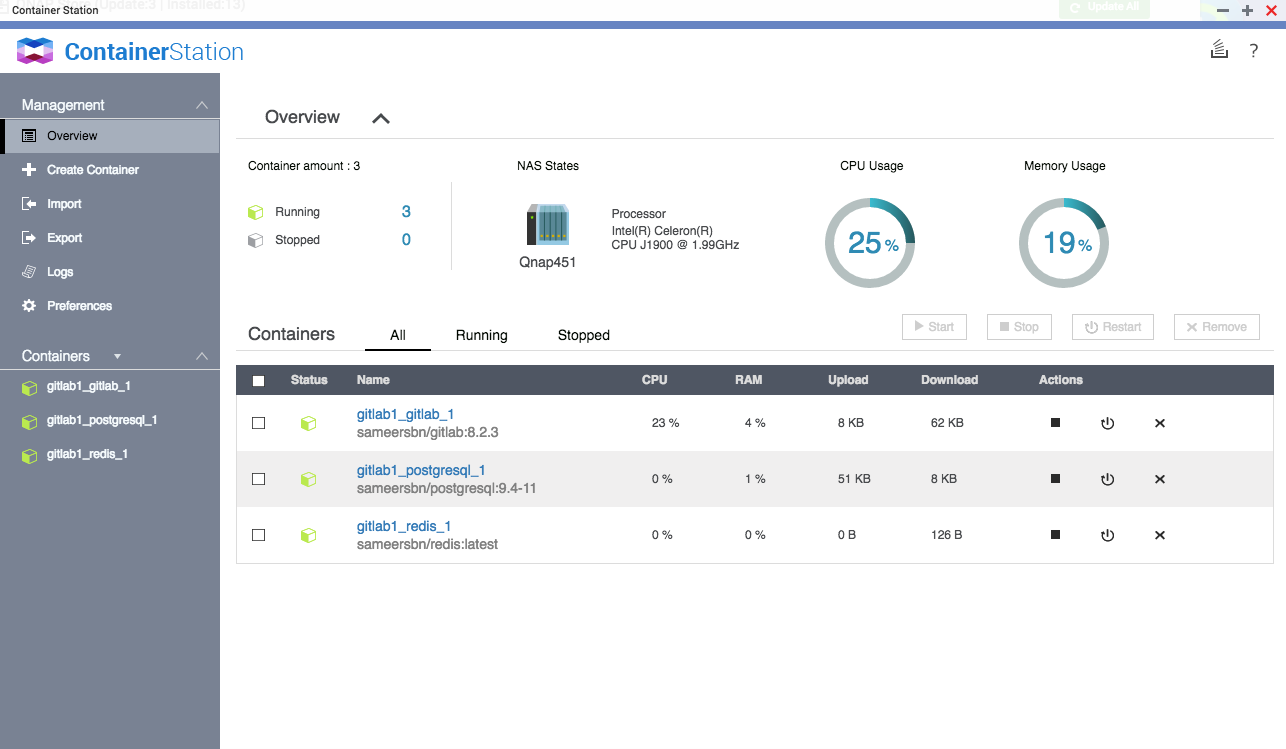 (Update:3 | Installed:13)
Update All
Container Station
ContainerStation
?
Management
Overview
Create Container
Import
Export
Logs
Preferences
Containers
gitlab1_gitlab_1
gitlab1_postgresql_1
gitlab1_redis_1
Overview
Container amount : 3
Running 3
Stopped 0
NAS States
Qnap451
Processor
Intel(R) Celeron(R)
CPU J1900 @ 1.99GHz
CPU Usage
25 %
Memory Usage
19 %
Containers All Running Stopped
Start Stop Restart Remove
Status Name CPU RAM Upload Download Actions
gitlab1_gitlab_1
sameersbn/gitlab:8.2.3
23 % 4 % 8 KB 62 KB
gitlab1_postgresql_1
sameersbn/postgresql:9.4-11
0 % 1 % 51 KB 8 KB
gitlab1_redis_1
sameersbn/redis:latest
0 % 0 % 0 B 126 B